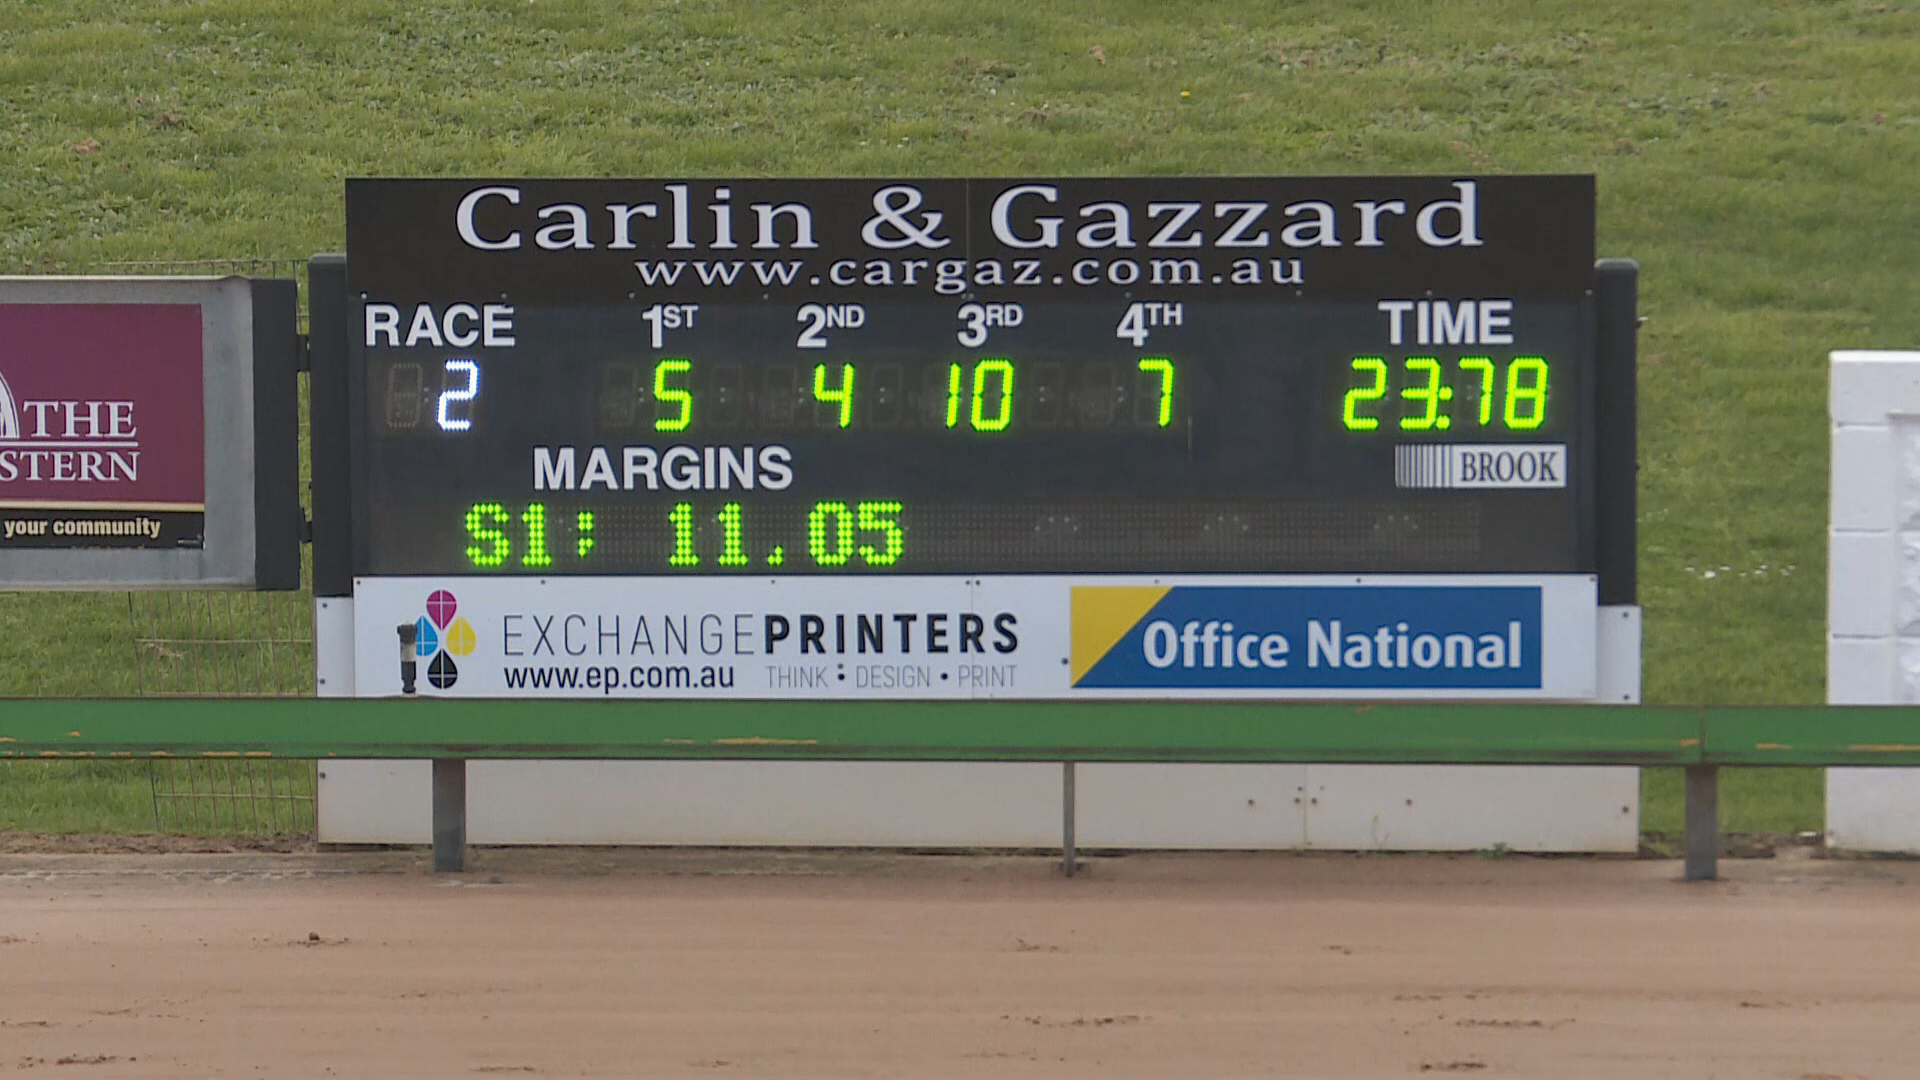 Carlin & Gazzard
www.cargaz.com.au
RACE 1ST 2ND 3RD 4TH TIME
2 5 4 10 7 23:78
MARGINS
BROOK
S1: 11.05
THE
STERN
your community
EXCHANGEPRINTERS
www.ep.com.au THINK : DESIGN • PRINT
Office National